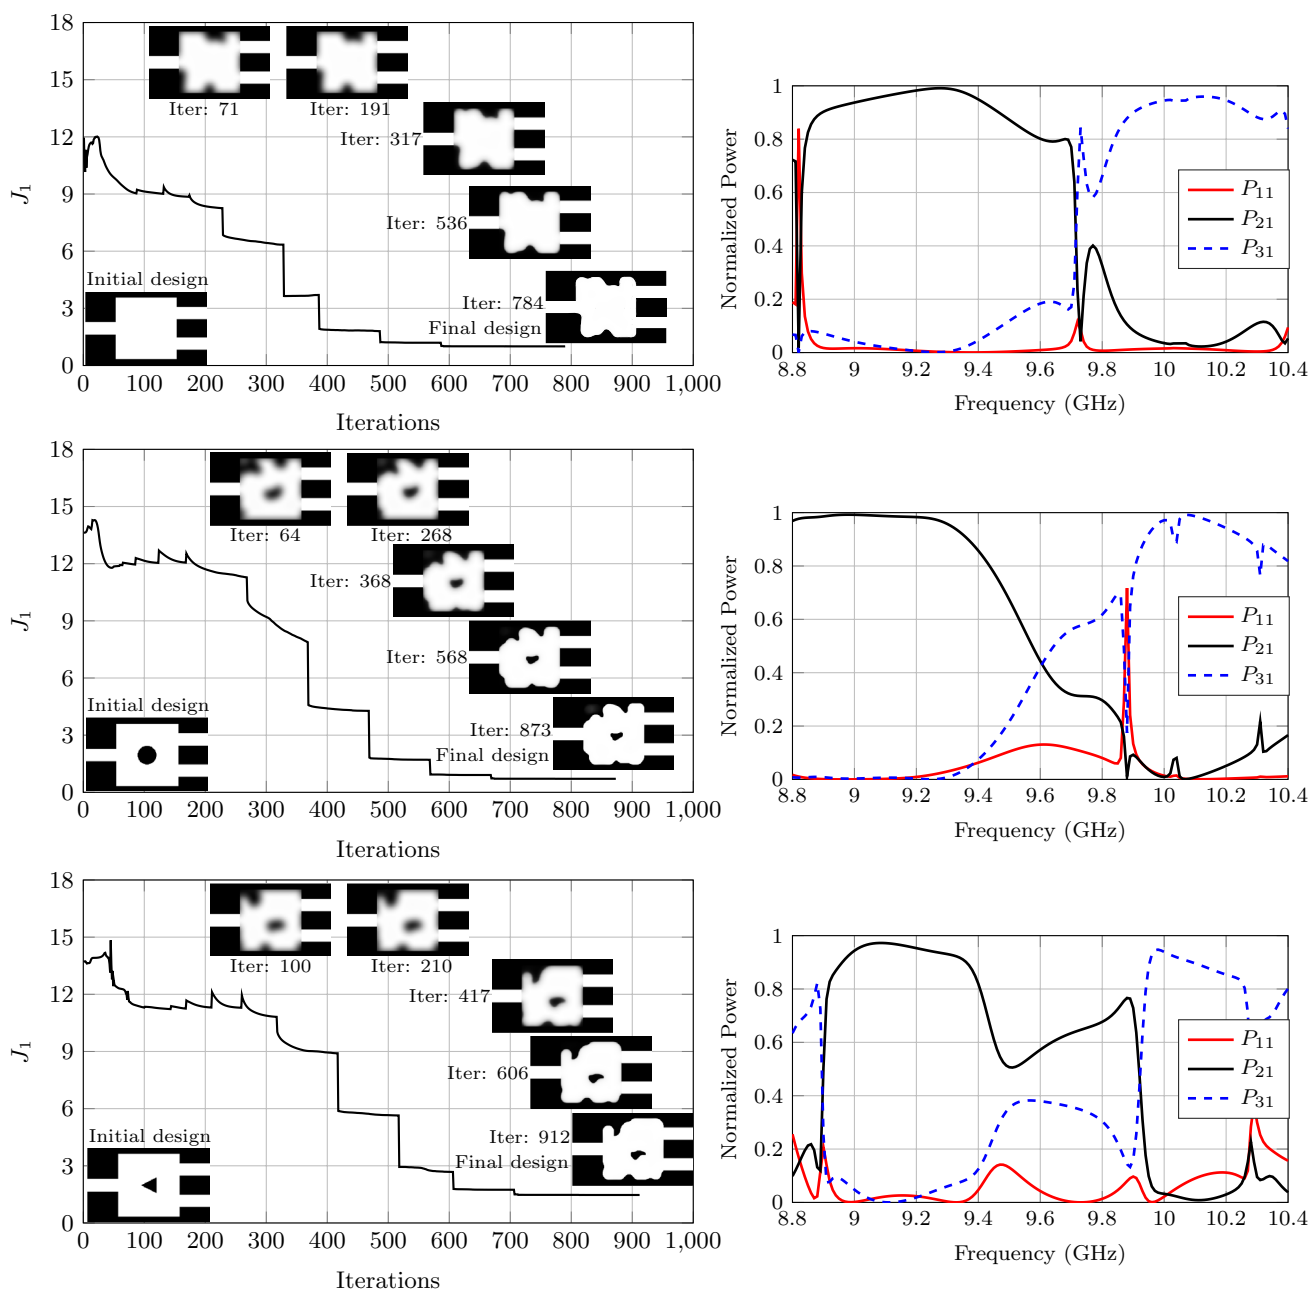 18
15
12
9
6
3
0
J1
0 100 200 300 400 500 600 700 800 900 1,000
Iterations
Iter: 71
Iter: 191
Iter: 317
Iter: 536
Iter: 784
Final design
Initial design
1
0.8
0.6
0.4
0.2
0
Normalized Power
8.8 9 9.2 9.4 9.6 9.8 10 10.2 10.4
Frequency (GHz)
P11
P21
P31
18
15
12
9
6
3
0
J1
0 100 200 300 400 500 600 700 800 900 1,000
Iterations
Iter: 64
Iter: 268
Iter: 368
Iter: 568
Iter: 873
Final design
Initial design
1
0.8
0.6
0.4
0.2
0
Normalized Power
8.8 9 9.2 9.4 9.6 9.8 10 10.2 10.4
Frequency (GHz)
P11
P21
P31
18
15
12
9
6
3
0
J1
0 100 200 300 400 500 600 700 800 900 1,000
Iterations
Iter: 100
Iter: 210
Iter: 417
Iter: 606
Iter: 912
Final design
Initial design
1
0.8
0.6
0.4
0.2
0
Normalized Power
8.8 9 9.2 9.4 9.6 9.8 10 10.2 10.4
Frequency (GHz)
P11
P21
P31